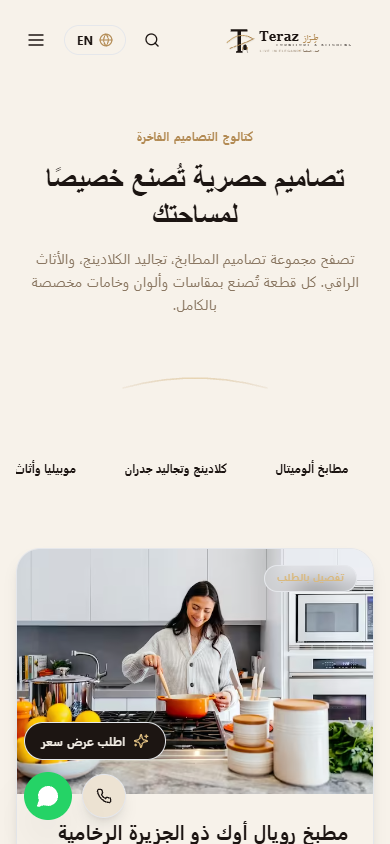 EN
Teraz طِرَاز
كتالوج التصاميم الفاخرة
تصاميم حصرية تُصنع خصيصًا
لمساحتك
تصفح مجموعة تصاميم المطابخ، تجاليد الكلادينج، والأثاث
الراقي. كل قطعة تُصنع بمقاسات وألوان وخامات مخصصة
بالكامل.
مطابخ ألوميتال
كلادينج وتجاليد جدران
موبيليا وأثاث
تفصيل بالطلب
اطلب عرض سعر
مطبخ رويال أوك ذو الجزيرة الرخامية